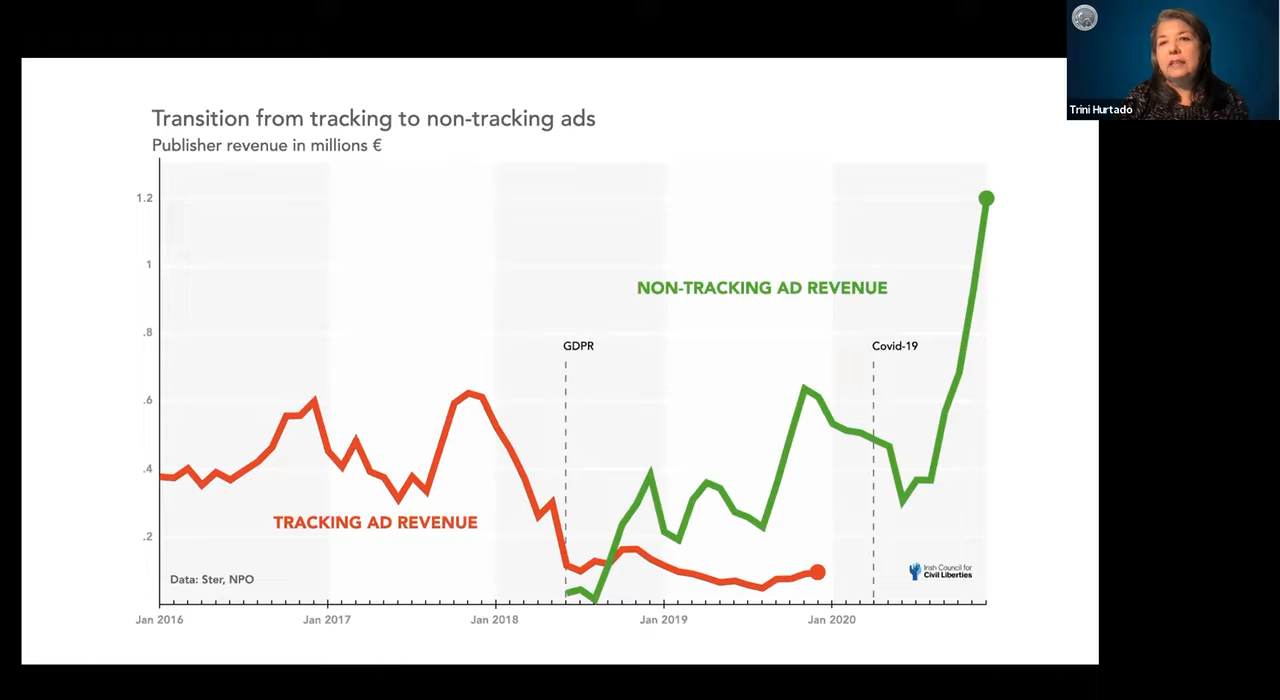 Trini Hurtado
Transition from tracking to non-tracking ads
Publisher revenue in millions €
1.2
1
.8
.6
.4
.2
NON-TRACKING AD REVENUE
GDPR
Covid-19
TRACKING AD REVENUE
Data: Ster, NPO
Irish Council for
Civil Liberties
Jan 2016
Jan 2017
Jan 2018
Jan 2019
Jan 2020